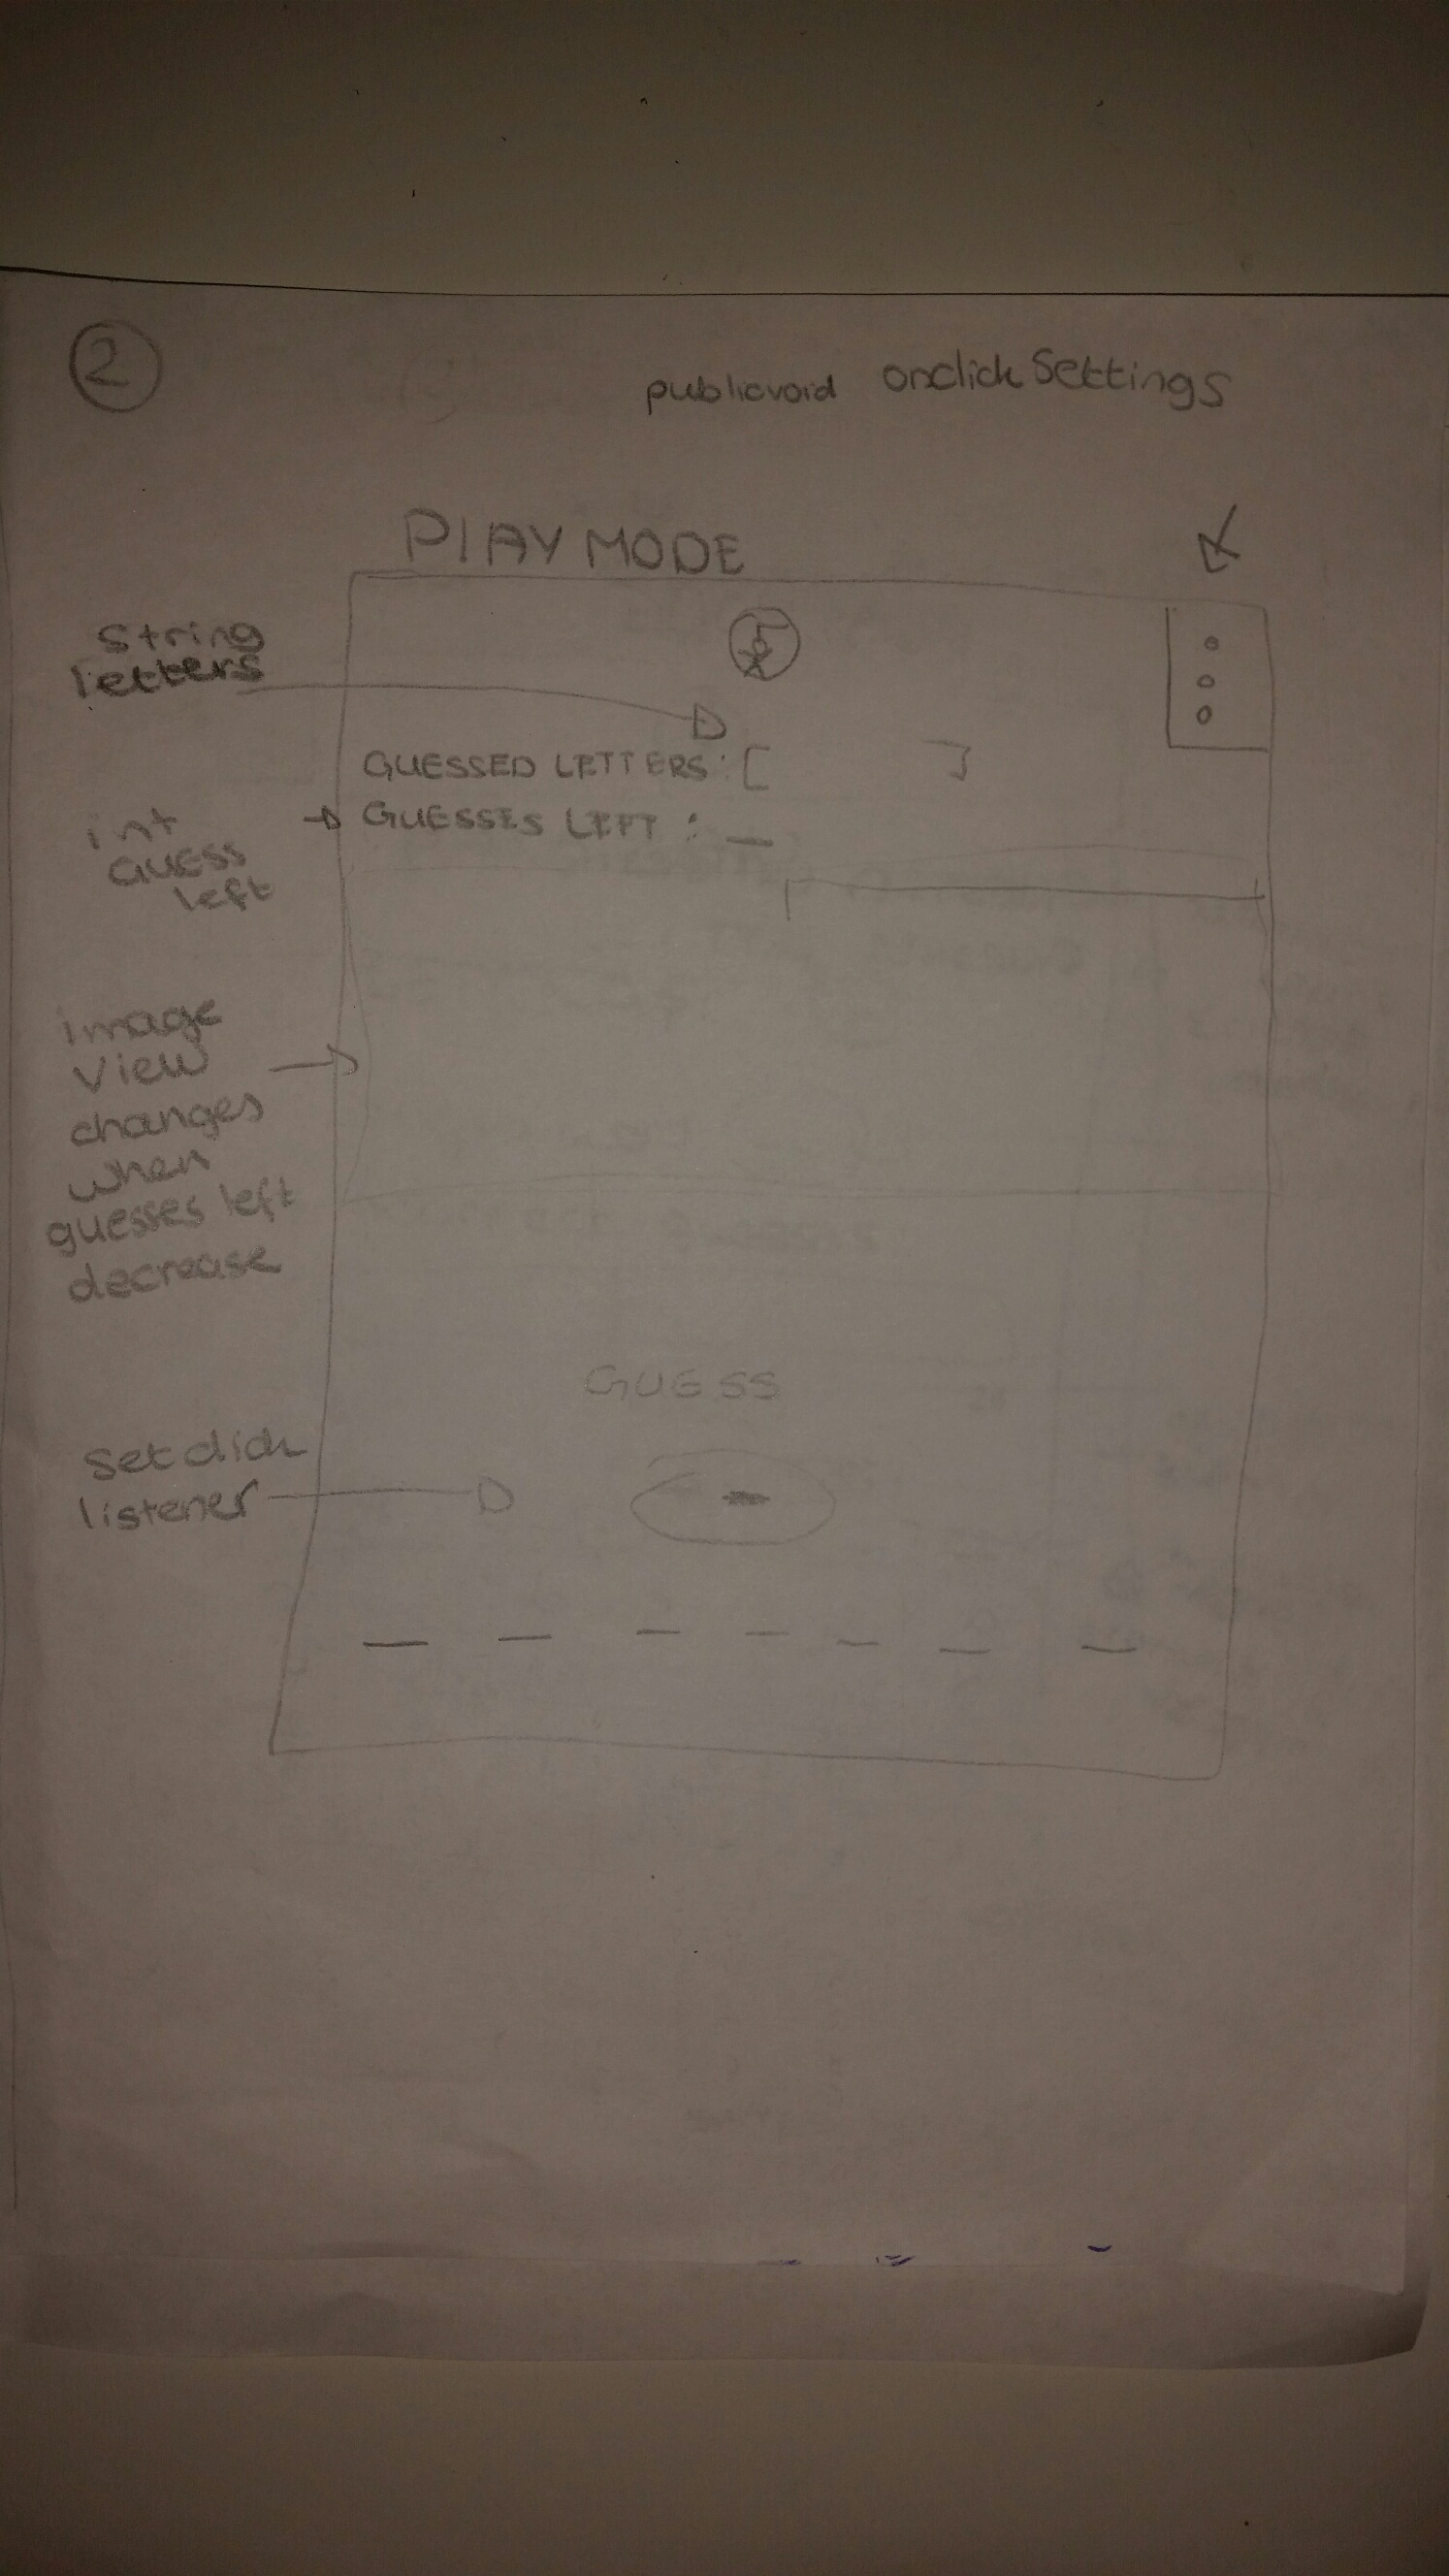 2
publicvoid onclick Settings
PLAY MODE
String
letters
GUESSED LETTERS: [ ]
int
Guess
left
GUESSES LEFT : _
image
View
changes
when
guesses left
decrease
GUESS
Set click
listener
_ _ _ _ _ _ _